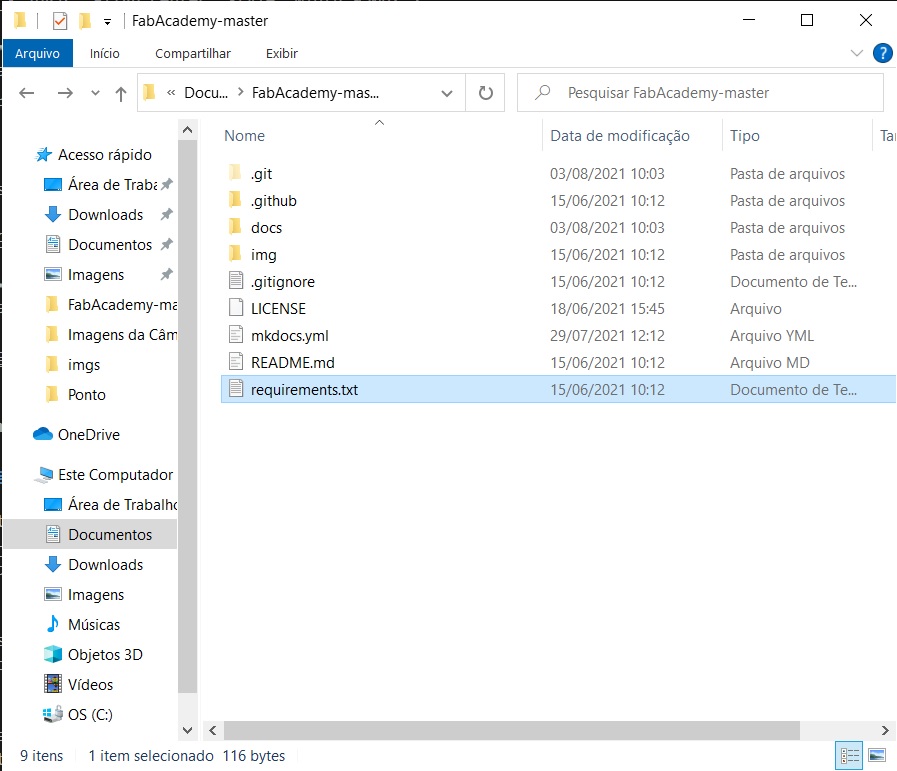 FabAcademy-master
Arquivo Início Compartilhar Exibir
« Docu... > FabAcademy-mas... Pesquisar FabAcademy-master
Nome Data de modificação Tipo Ta
Acesso rápido
Área de Traba
Downloads
Documentos
Imagens
FabAcademy-ma
Imagens da Câm
imgs
Ponto
OneDrive
Este Computador
Área de Trabalho
Documentos
Downloads
Imagens
Músicas
Objetos 3D
Vídeos
OS (C:)
.git 03/08/2021 10:03 Pasta de arquivos
.github 15/06/2021 10:12 Pasta de arquivos
docs 03/08/2021 10:03 Pasta de arquivos
img 15/06/2021 10:12 Pasta de arquivos
.gitignore 15/06/2021 10:12 Documento de Te...
LICENSE 18/06/2021 15:45 Arquivo
mkdocs.yml 29/07/2021 12:12 Arquivo YML
README.md 15/06/2021 10:12 Arquivo MD
requirements.txt 15/06/2021 10:12 Documento de Te...
9 itens 1 item selecionado 116 bytes